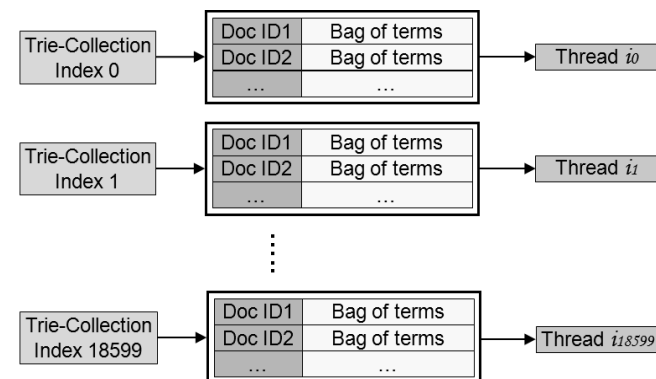 Trie-Collection
Index 0
Doc ID1 Bag of terms
Doc ID2 Bag of terms
... ...
Thread i0
Trie-Collection
Index 1
Doc ID1 Bag of terms
Doc ID2 Bag of terms
... ...
Thread i1
Trie-Collection
Index 18599
Doc ID1 Bag of terms
Doc ID2 Bag of terms
... ...
Thread i18599